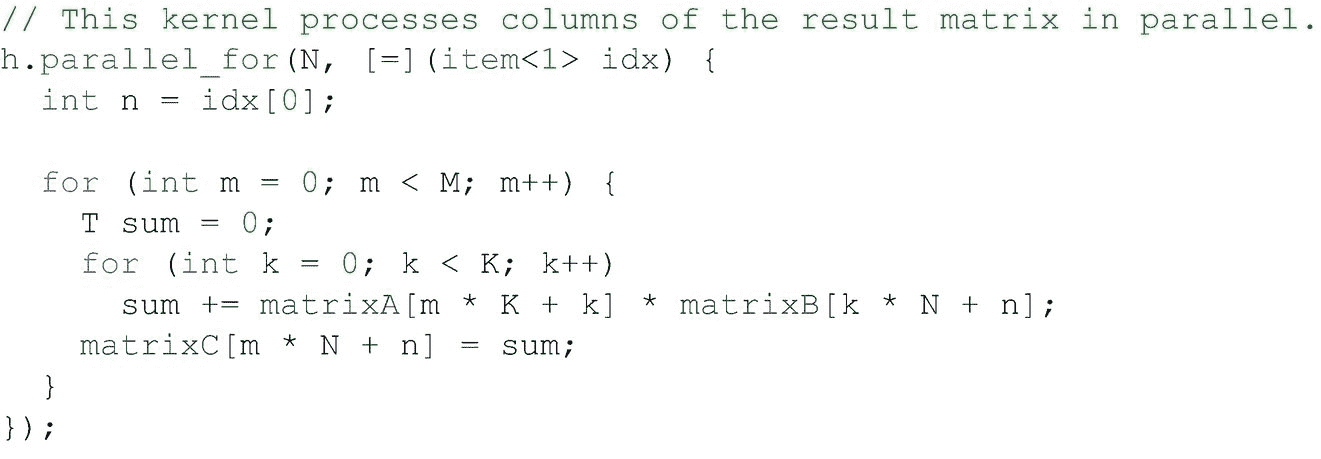 // This kernel processes columns of the result matrix in parallel.
h.parallel_for(N, [=](item<1> idx) {
  int n = idx[0];

  for (int m = 0; m < M; m++) {
    T sum = 0;
    for (int k = 0; k < K; k++)
      sum += matrixA[m * K + k] * matrixB[k * N + n];
    matrixC[m * N + n] = sum;
  }
});